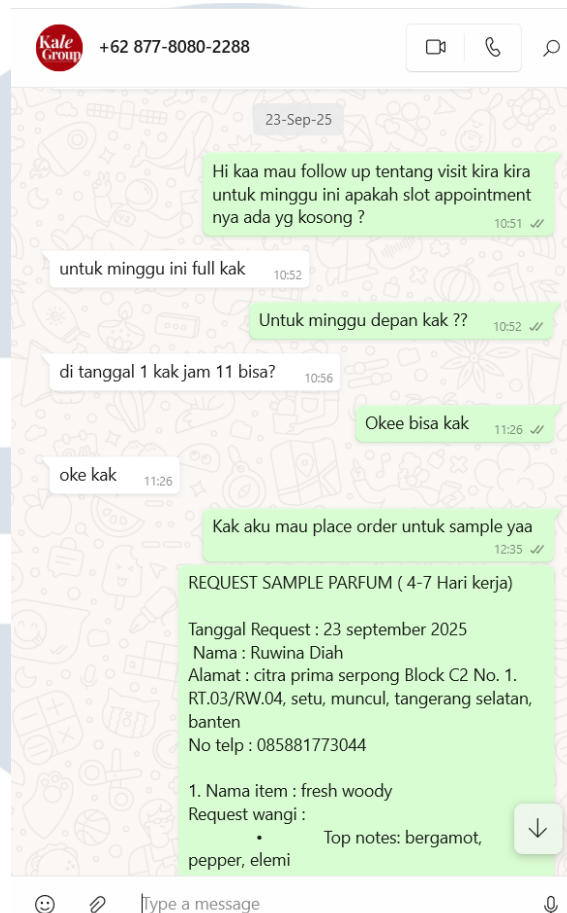 Kale
Group
+62 877-8080-2288
23-Sep-25
Hi kaa mau follow up tentang visit kira kira
untuk minggu ini apakah slot appointment
nya ada yg kosong ?
10:51
untuk minggu ini full kak
10:52
Untuk minggu depan kak ??
10:52
di tanggal 1 kak jam 11 bisa?
10:56
Okee bisa kak
11:26
oke kak
11:26
Kak aku mau place order untuk sample yaa
12:35
REQUEST SAMPLE PARFUM ( 4-7 Hari kerja)
Tanggal Request : 23 september 2025
Nama : Ruwina Diah
Alamat : citra prima serpong Block C2 No. 1.
RT.03/RW.04, setu, muncul, tangerang selatan,
banten
No telp : 085881773044
1. Nama item : fresh woody
Request wangi :
• Top notes: bergamot,
pepper, elemi
Type a message